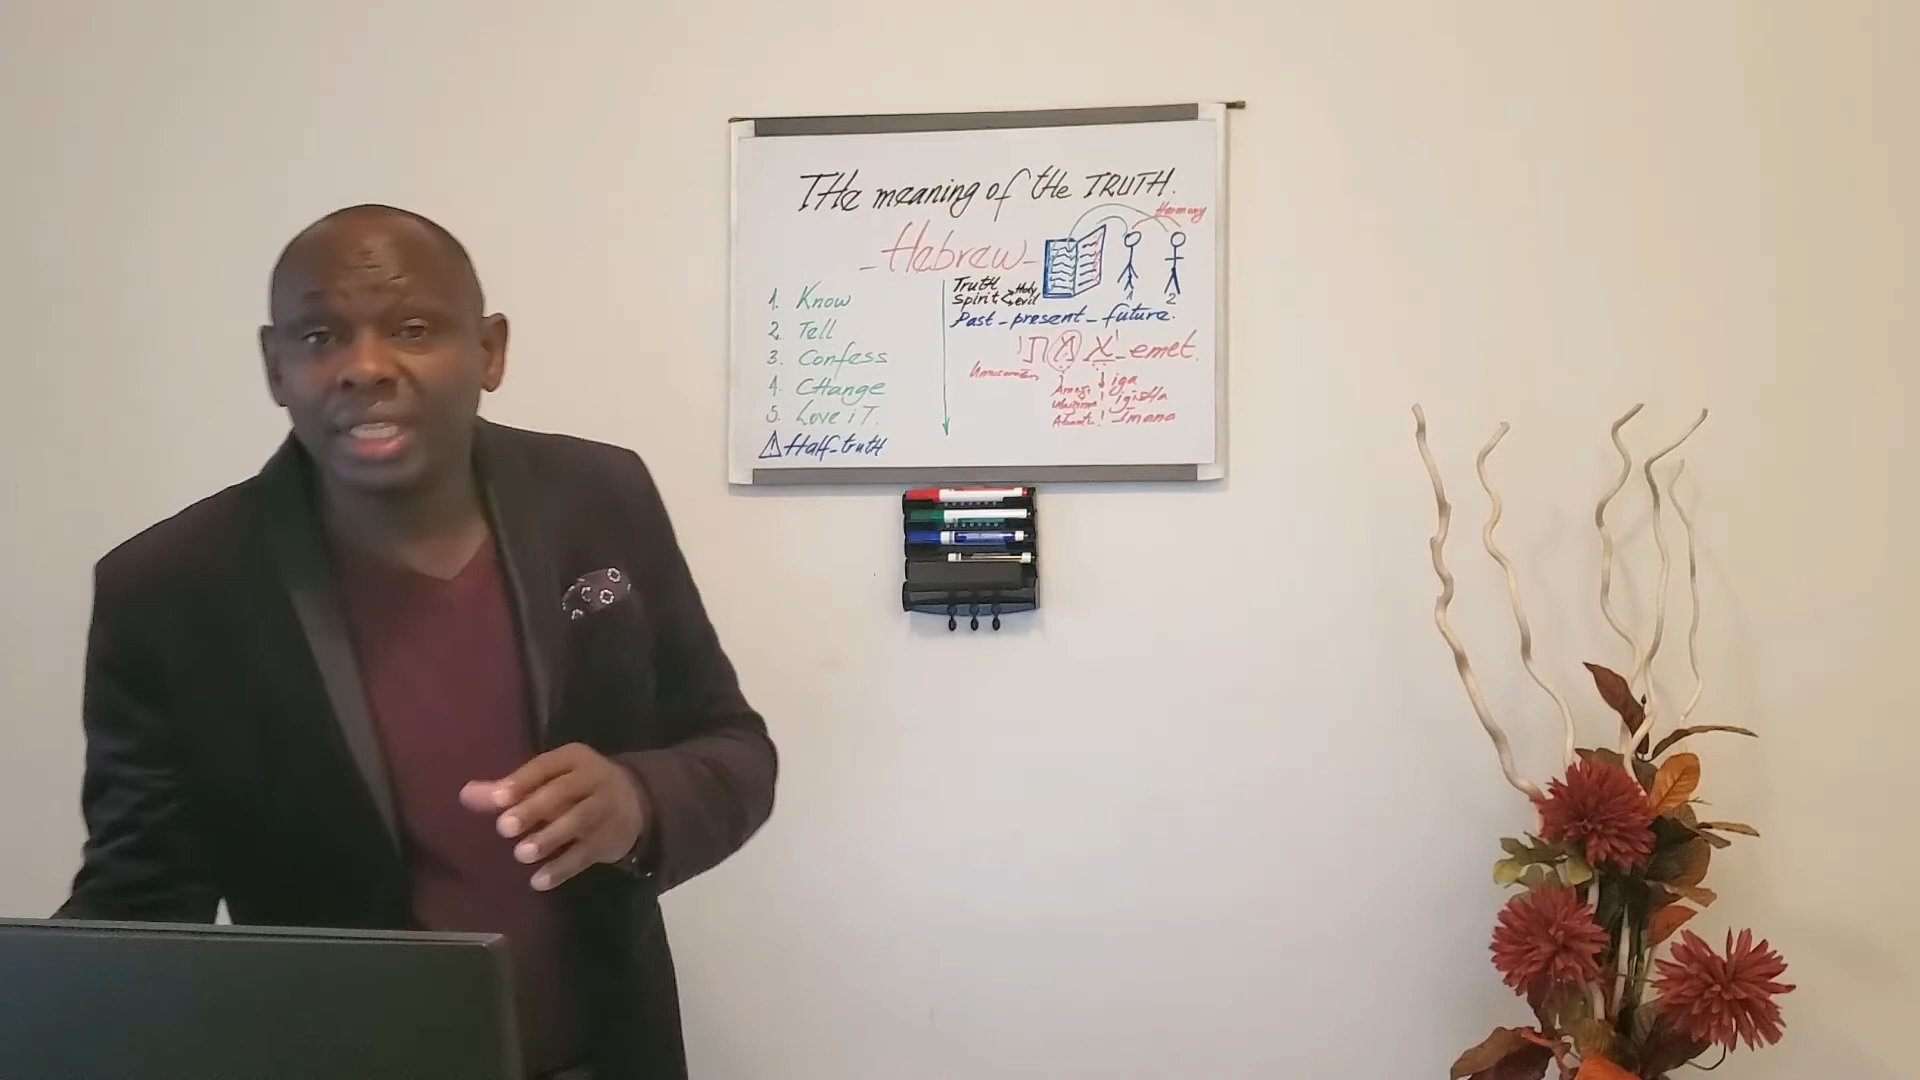 THe meaning of tHe TRUTH.
Harmony
- Hebrew -
1. Know
2. Tell
3. Confess
4. CHange
5. Love iT.
⚠ Half-trutH
TrutH
Spirit < Holy
evil
1 2
Past - present - future.
emet.
iga
igisHa
Imana